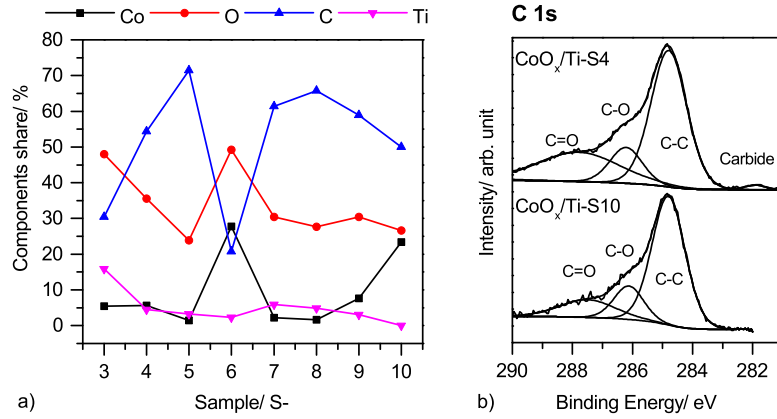 Co O C Ti
Components share/ %
80
70
60
50
40
30
20
10
0
3 4 5 6 7 8 9 10
Sample/ S-
a)
C 1s
CoOx/Ti-S4
C-O
C=O
C-C
Carbide
CoOx/Ti-S10
C-O
C=O
C-C
Intensity/ arb. unit
290 288 286 284 282
Binding Energy/ eV
b)